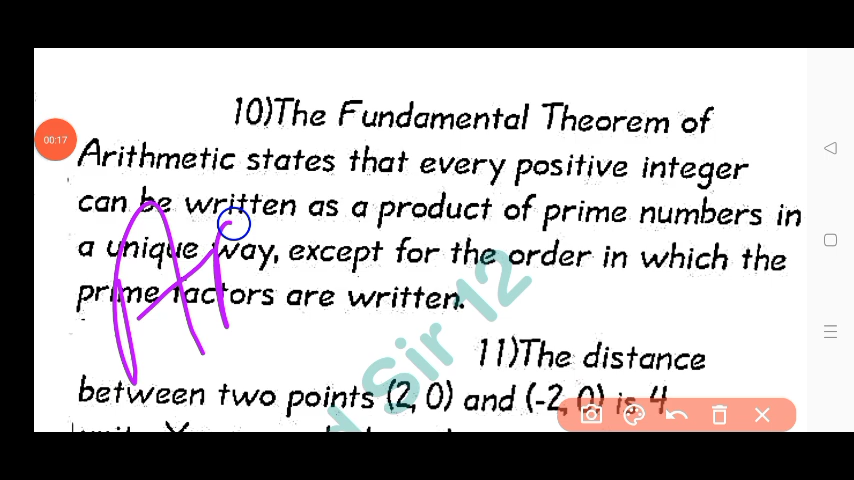 10)The Fundamental Theorem of
Arithmetic states that every positive integer
can be written as a product of prime numbers in
a unique way, except for the order in which the
prime factors are written.
11)The distance
between two points (2, 0) and (-2, 0) is 4
00:17
Sir 12